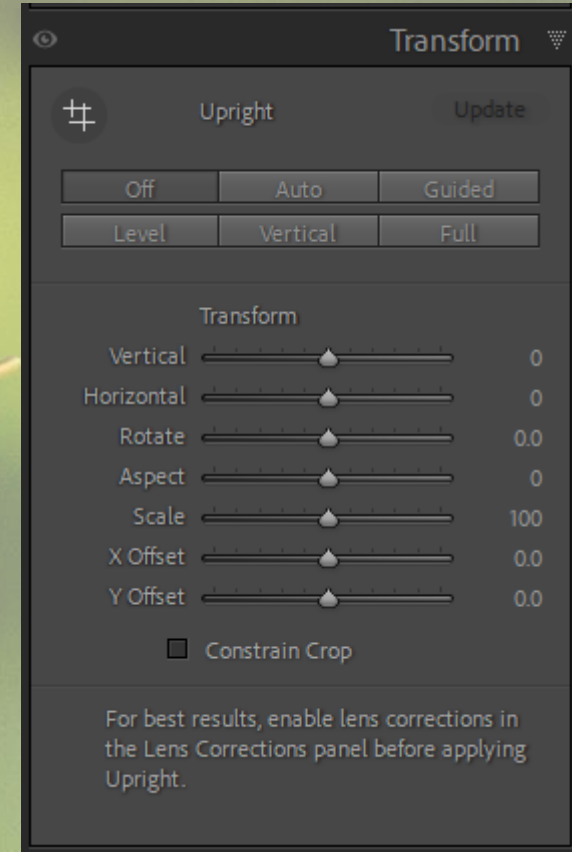 Transform
Upright Update
Off Auto Guided
Level Vertical Full
Transform
Vertical 0
Horizontal 0
Rotate 0.0
Aspect 0
Scale 100
X Offset 0.0
Y Offset 0.0
Constrain Crop
For best results, enable lens corrections in
the Lens Corrections panel before applying
Upright.